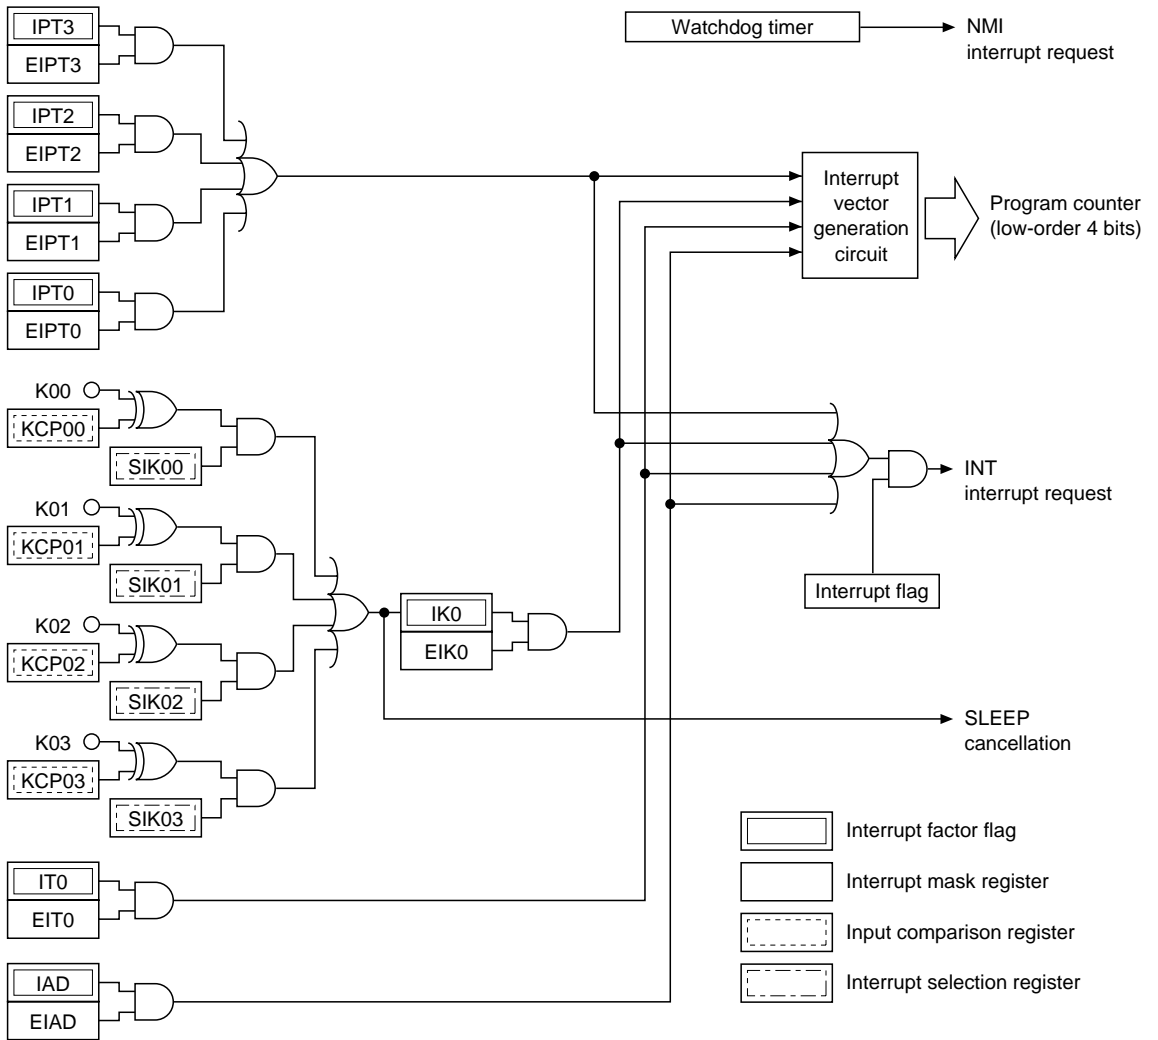 IPT3
EIPT3
IPT2
EIPT2
IPT1
EIPT1
IPT0
EIPT0
K00
KCP00
SIK00
K01
KCP01
SIK01
K02
KCP02
SIK02
K03
KCP03
SIK03
IT0
EIT0
IAD
EIAD
IK0
EIK0
Watchdog timer
NMI
interrupt request
Interrupt
vector
generation
circuit
Program counter
(low-order 4 bits)
INT
interrupt request
Interrupt flag
SLEEP
cancellation
Interrupt factor flag
Interrupt mask register
Input comparison register
Interrupt selection register